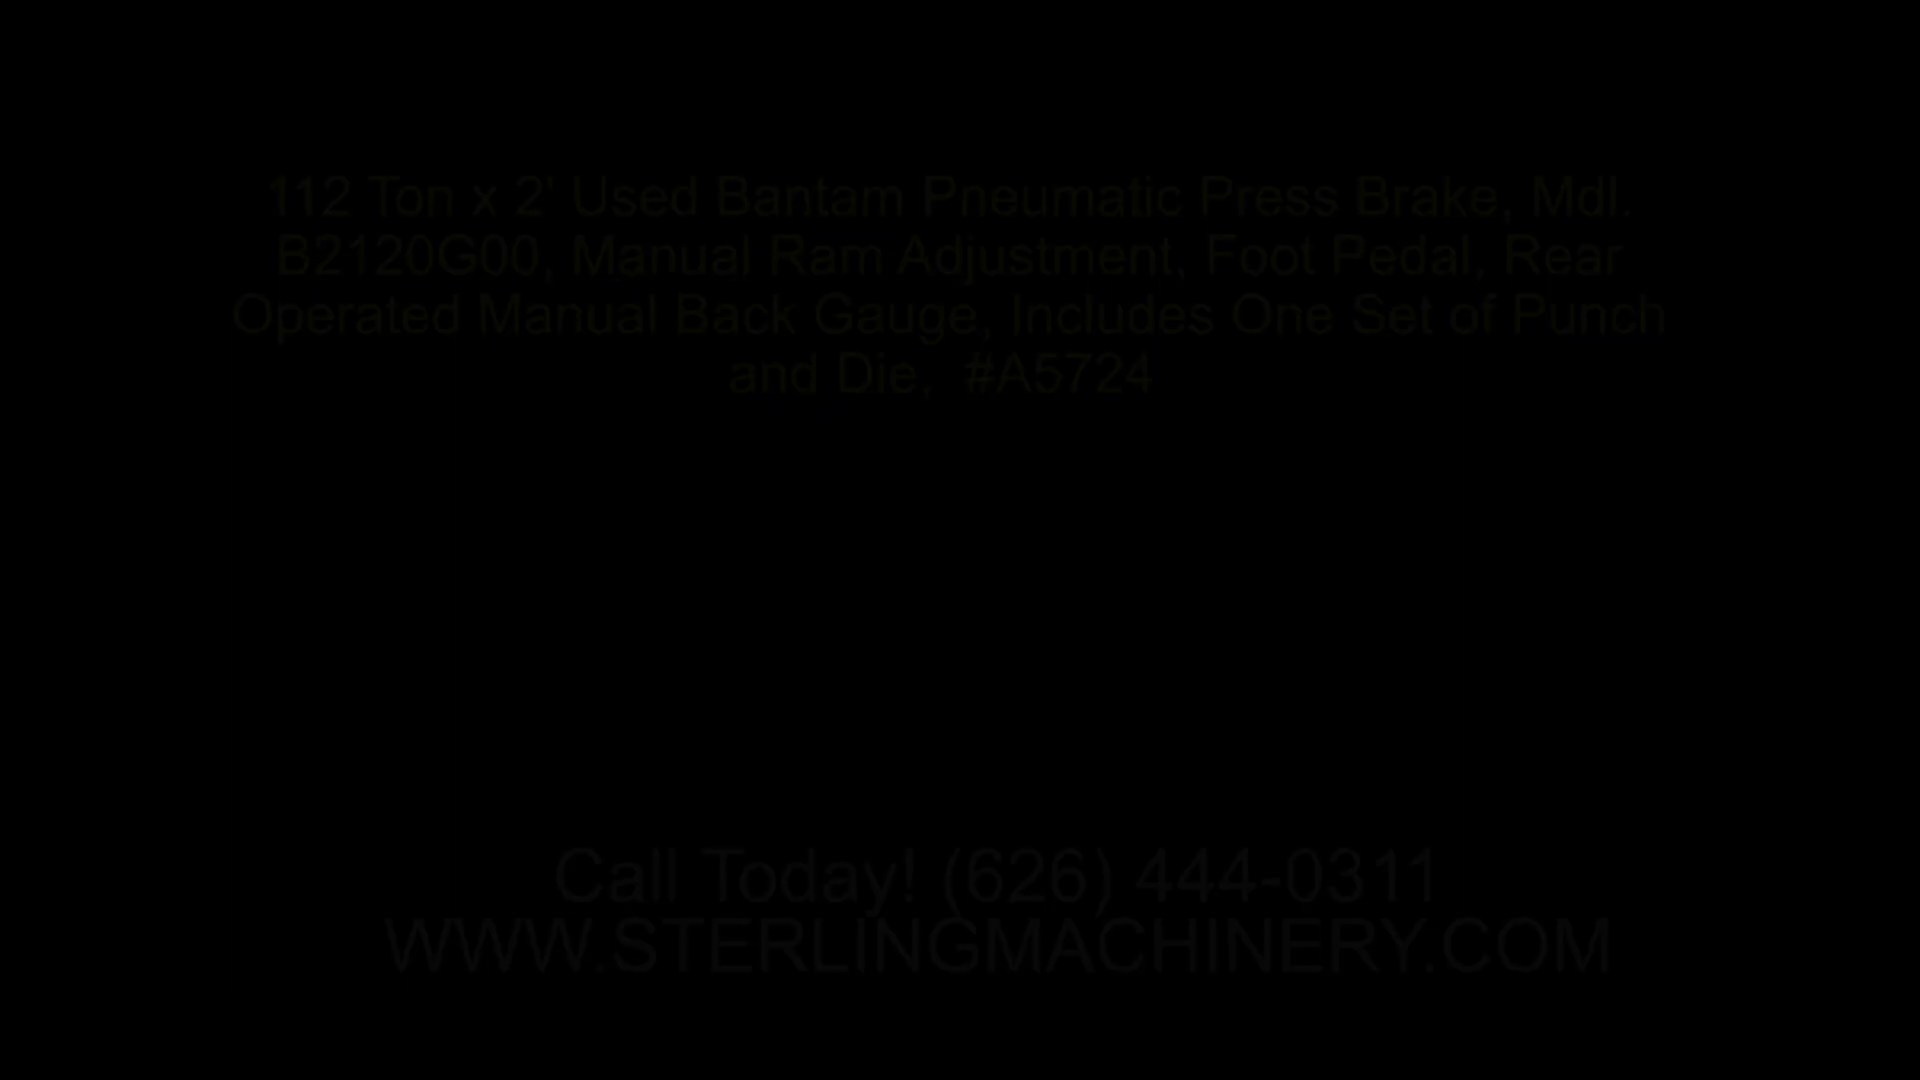 112 Ton x 2' Used Bantam Pneumatic Press Brake, Mdl.
B2120G00, Manual Ram Adjustment, Foot Pedal, Rear
Operated Manual Back Gauge, Includes One Set of Punch
and Die,  #A5724
Call Today! (626) 444-0311
WWW.STERLINGMACHINERY.COM